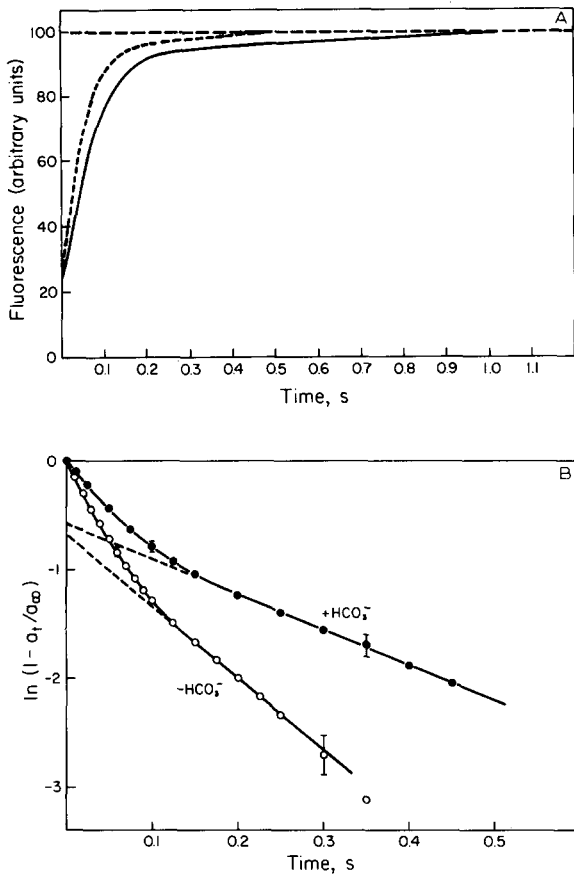 A
Fluorescence (arbitrary units)
100
80
60
40
20
0
0.1 0.2 0.3 0.4 0.5 0.6 0.7 0.8 0.9 1.0 1.1
Time, s
B
ln (1 - a_t/a_∞)
0
-1
-2
-3
+HCO₃⁻
-HCO₃⁻
0.1 0.2 0.3 0.4 0.5
Time, s